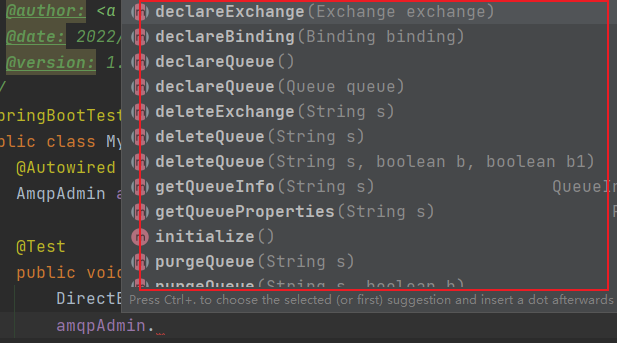 @author: <a
@date: 2022/
@version: 1.
/
pringBootTest
blic class My
@Autowired
AmqpAdmin a
@Test
public void
DirectE
amqpAdmin.
declareExchange(Exchange exchange)
declareBinding(Binding binding)
declareQueue()
declareQueue(Queue queue)
deleteExchange(String s)
deleteQueue(String s)
deleteQueue(String s, boolean b, boolean b1)
getQueueInfo(String s) QueueIn
getQueueProperties(String s) P
initialize()
purgeQueue(String s)
purgeQueue(String s, boolean b)
Press Ctrl+. to choose the selected (or first) suggestion and insert a dot afterwards